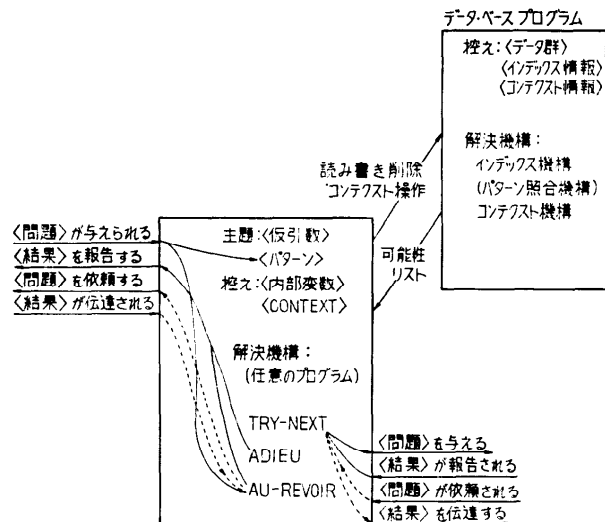 データ・ベース プログラム
控え:〈データ群〉
〈インデックス情報〉
〈コンテクスト情報〉
解決機構:
インデックス機構
(パターン照合機構)
コンテクスト機構
読み書き削除
コンテクスト操作
可能性
リスト
〈問題〉が与えられる
〈結果〉を報告する
〈問題〉を依頼する
〈結果〉が伝達される
主題:〈仮引数〉
〈パターン〉
控え:〈内部変数〉
〈CONTEXT〉
解決機構:
(任意のプログラム)
TRY-NEXT
ADIEU
AU-REVOIR
〈問題〉を与える
〈結果〉が報告される
〈問題〉が依頼される
〈結果〉を伝達する